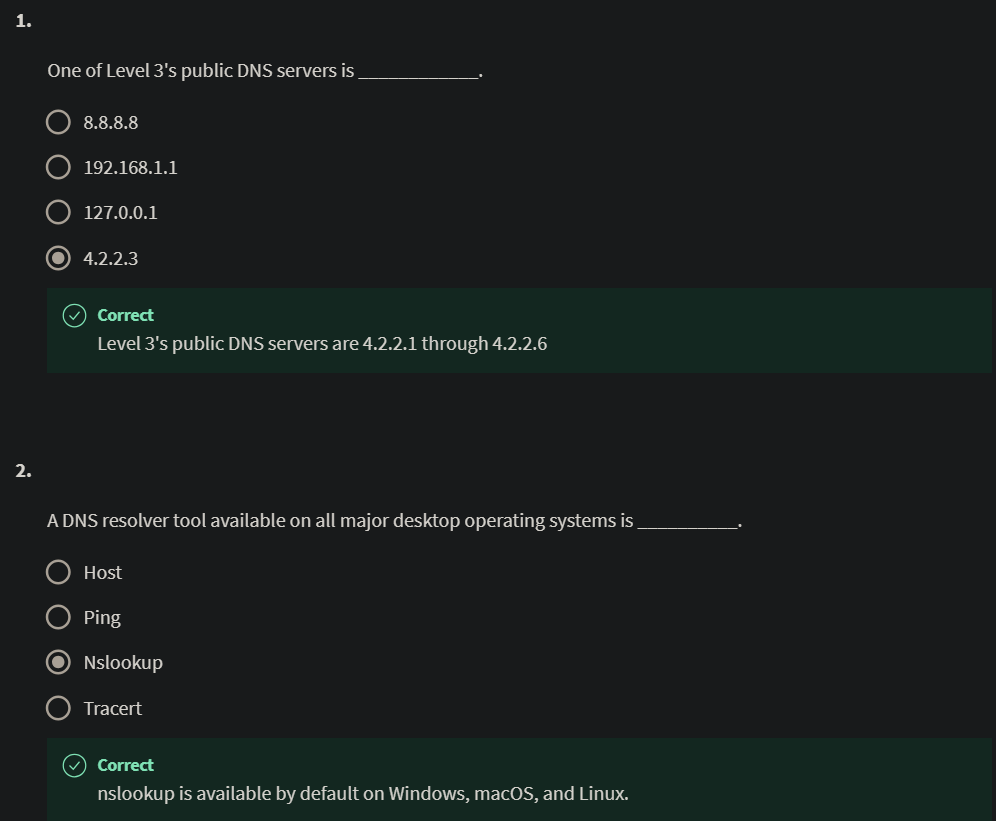 1.
One of Level 3's public DNS servers is ____________.
8.8.8.8
192.168.1.1
127.0.0.1
4.2.2.3
Correct
Level 3's public DNS servers are 4.2.2.1 through 4.2.2.6
2.
A DNS resolver tool available on all major desktop operating systems is __________.
Host
Ping
Nslookup
Tracert
Correct
nslookup is available by default on Windows, macOS, and Linux.